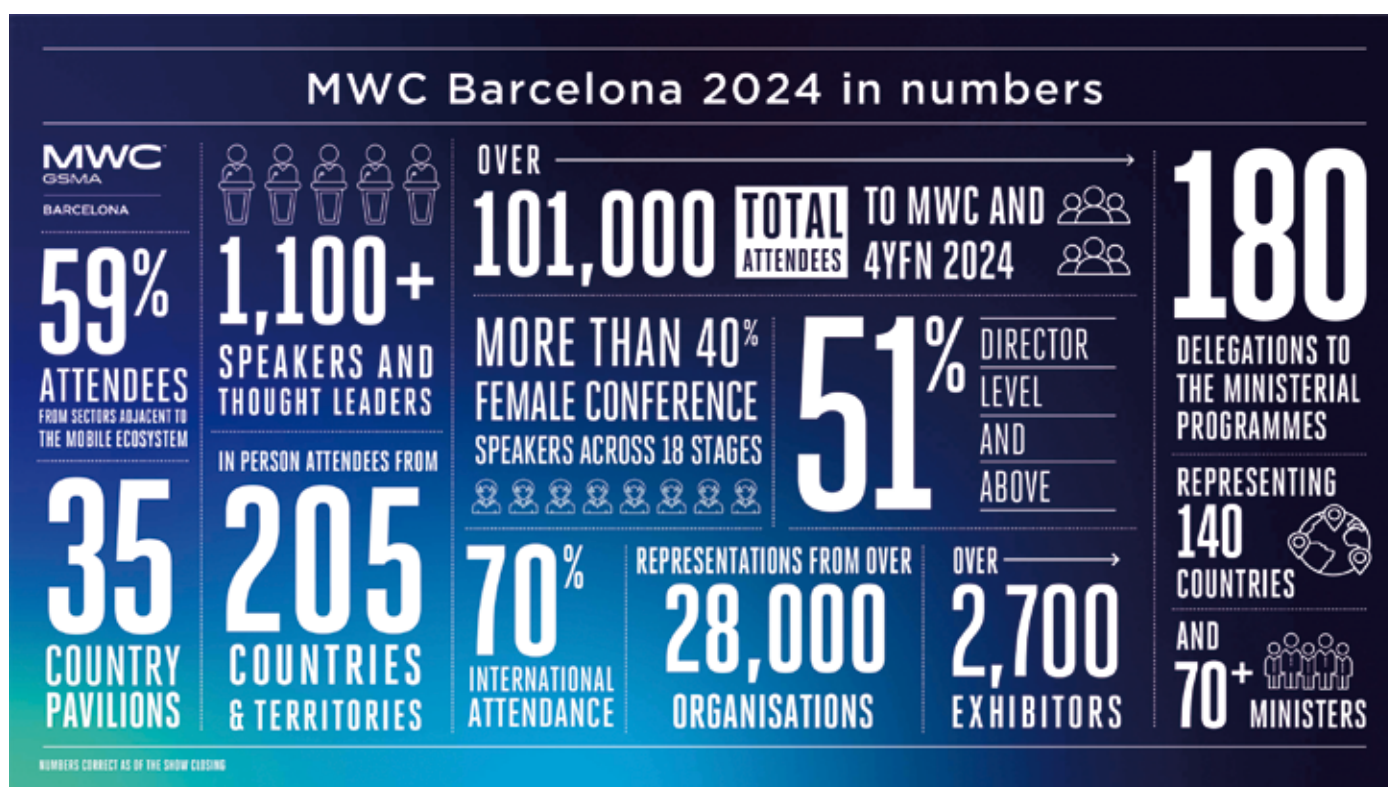 MWC Barcelona 2024 in numbers
MWC
GSMA
BARCELONA
59%
ATTENDEES
FROM SECTORS ADJACENT TO
THE MOBILE ECOSYSTEM
35
COUNTRY
PAVILIONS
1,100+
SPEAKERS AND
THOUGHT LEADERS
IN PERSON ATTENDEES FROM
205
COUNTRIES
& TERRITORIES
OVER
101,000
TOTAL
ATTENDEES
TO MWC AND
4YFN 2024
MORE THAN 40%
FEMALE CONFERENCE
SPEAKERS ACROSS 18 STAGES
51%
DIRECTOR
LEVEL
AND
ABOVE
70%
INTERNATIONAL
ATTENDANCE
REPRESENTATIONS FROM OVER
28,000
ORGANISATIONS
OVER
2,700
EXHIBITORS
180
DELEGATIONS TO
THE MINISTERIAL
PROGRAMMES
REPRESENTING
140
COUNTRIES
AND
70+
MINISTERS
NUMBERS CORRECT AS OF THE SHOW CLOSING